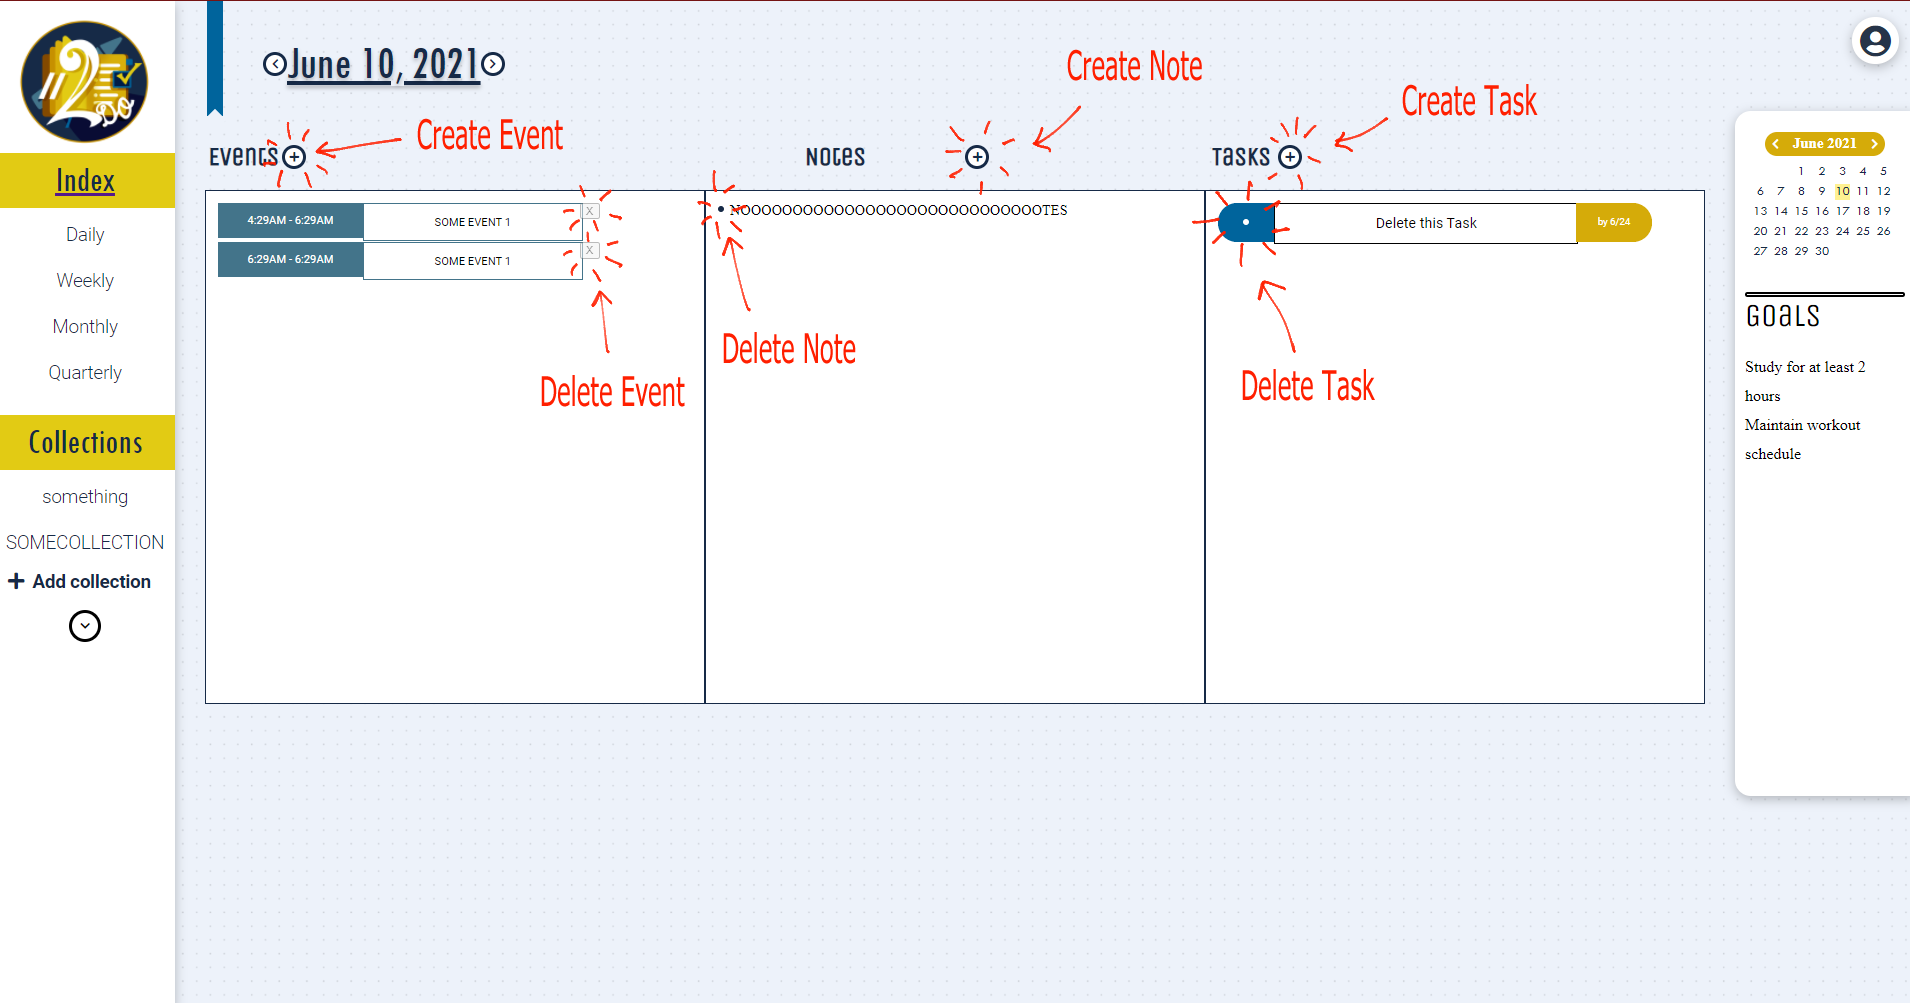 2
DO
Index
Daily
Weekly
Monthly
Quarterly
Collections
something
SOMECOLLECTION
+ Add collection
June 10, 2021
Create Event
Create Note
Create Task
Events
Notes
Tasks
4:29AM - 6:29AM
SOME EVENT 1
X
6:29AM - 6:29AM
SOME EVENT 1
X
Delete Event
• NOOOOOOOOOOOOOOOOOOOOOOOOOOOOOTES
Delete Note
Delete this Task
by 6/24
Delete Task
June 2021
1 2 3 4 5
6 7 8 9 10 11 12
13 14 15 16 17 18 19
20 21 22 23 24 25 26
27 28 29 30
Goals
Study for at least 2
hours
Maintain workout
schedule